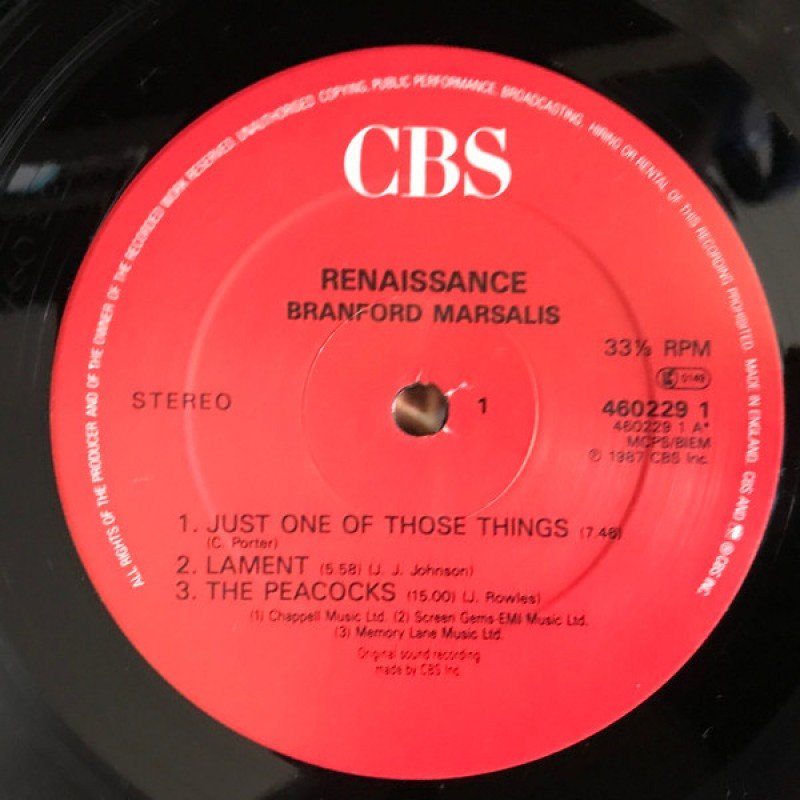 ALL RIGHTS OF THE PRODUCER AND OF THE OWNER OF THE RECORDED WORK RESERVED. UNAUTHORISED COPYING, PUBLIC PERFORMANCE, BROADCASTING, HIRING OR RENTAL OF THIS RECORDING PROHIBITED. MADE IN ENGLAND. CBS AND ® CBS INC
CBS
RENAISSANCE
BRANFORD MARSALIS
33⅓ RPM
STEREO
1
460229 1
460229 1 A*
MCPS/BIEM
℗ 1987 CBS Inc.
1. JUST ONE OF THOSE THINGS (7.46)
(C. Porter)
2. LAMENT (5.58) (J. J. Johnson)
3. THE PEACOCKS (15.00) (J. Rowles)
(1) Chappell Music Ltd. (2) Screen Gems-EMI Music Ltd.
(3) Memory Lane Music Ltd.
Original sound recording
made by CBS Inc